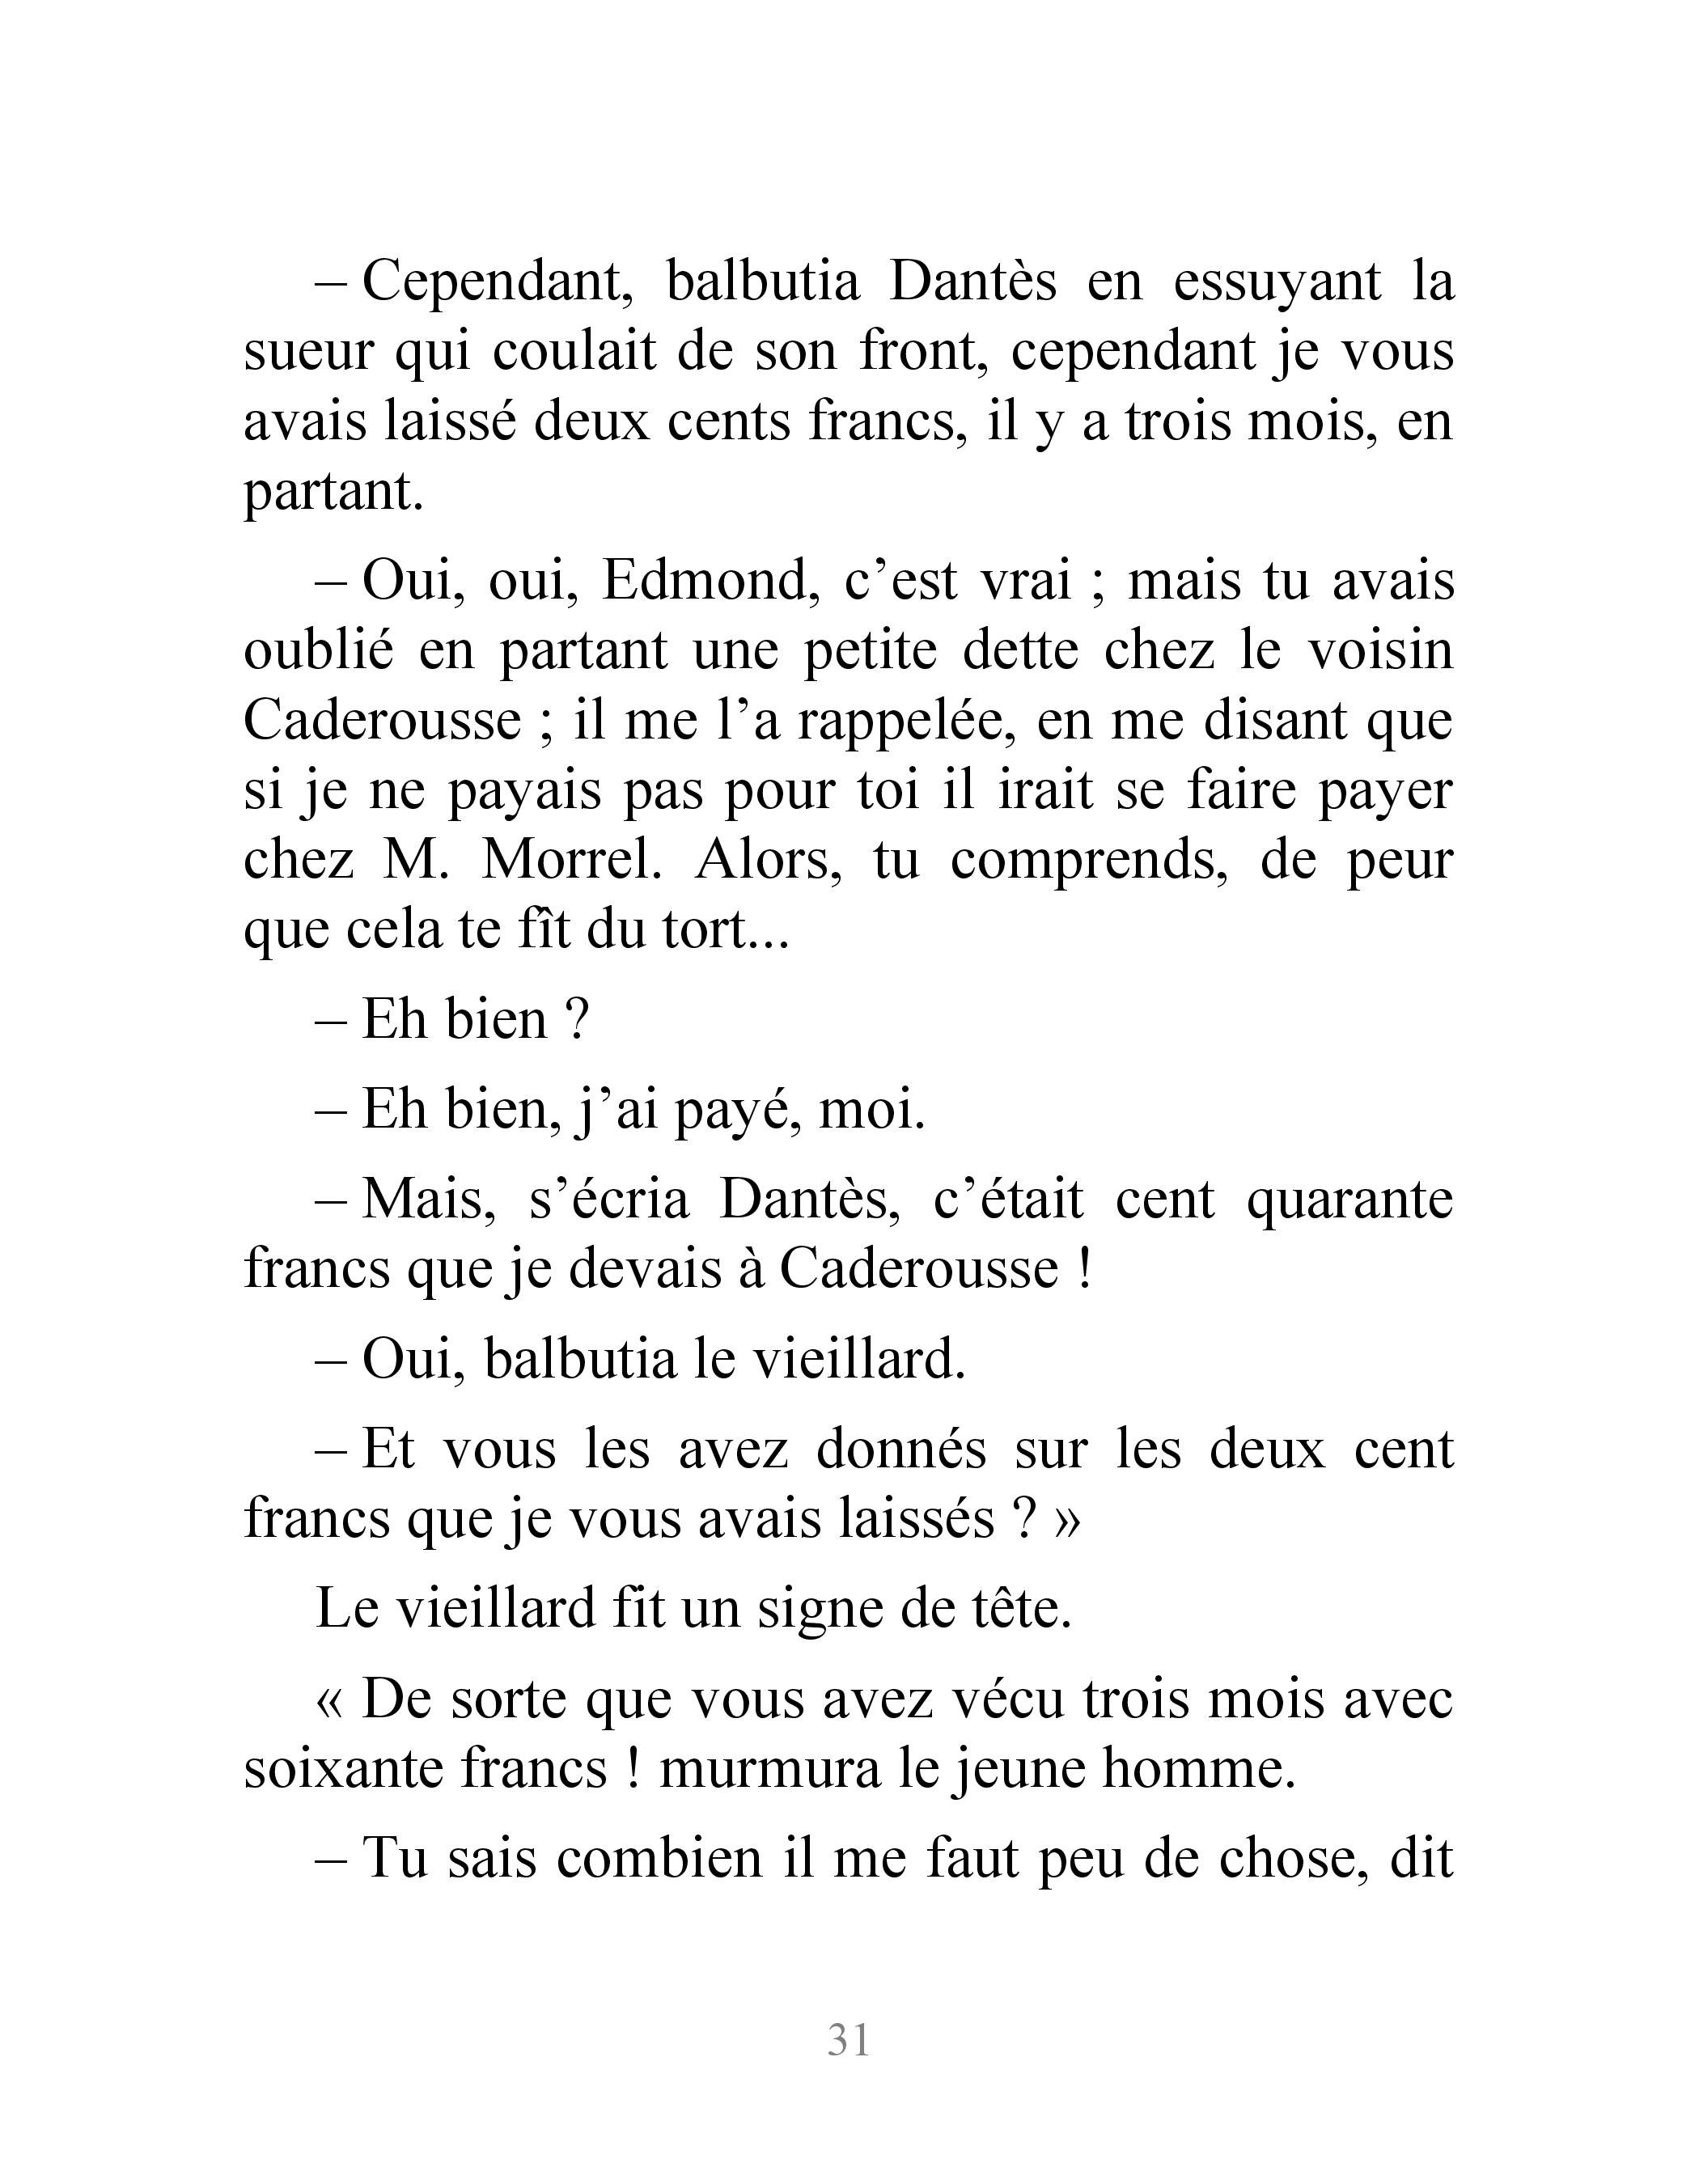 – Cependant, balbutia Dantès en essuyant la
sueur qui coulait de son front, cependant je vous
avais laissé deux cents francs, il y a trois mois, en
partant.
– Oui, oui, Edmond, c’est vrai ; mais tu avais
oublié en partant une petite dette chez le voisin
Caderousse ; il me l’a rappelée, en me disant que
si je ne payais pas pour toi il irait se faire payer
chez M. Morrel. Alors, tu comprends, de peur
que cela te fît du tort...
– Eh bien ?
– Eh bien, j’ai payé, moi.
– Mais, s’écria Dantès, c’était cent quarante
francs que je devais à Caderousse !
– Oui, balbutia le vieillard.
– Et vous les avez donnés sur les deux cent
francs que je vous avais laissés ? »
Le vieillard fit un signe de tête.
« De sorte que vous avez vécu trois mois avec
soixante francs ! murmura le jeune homme.
– Tu sais combien il me faut peu de chose, dit
31